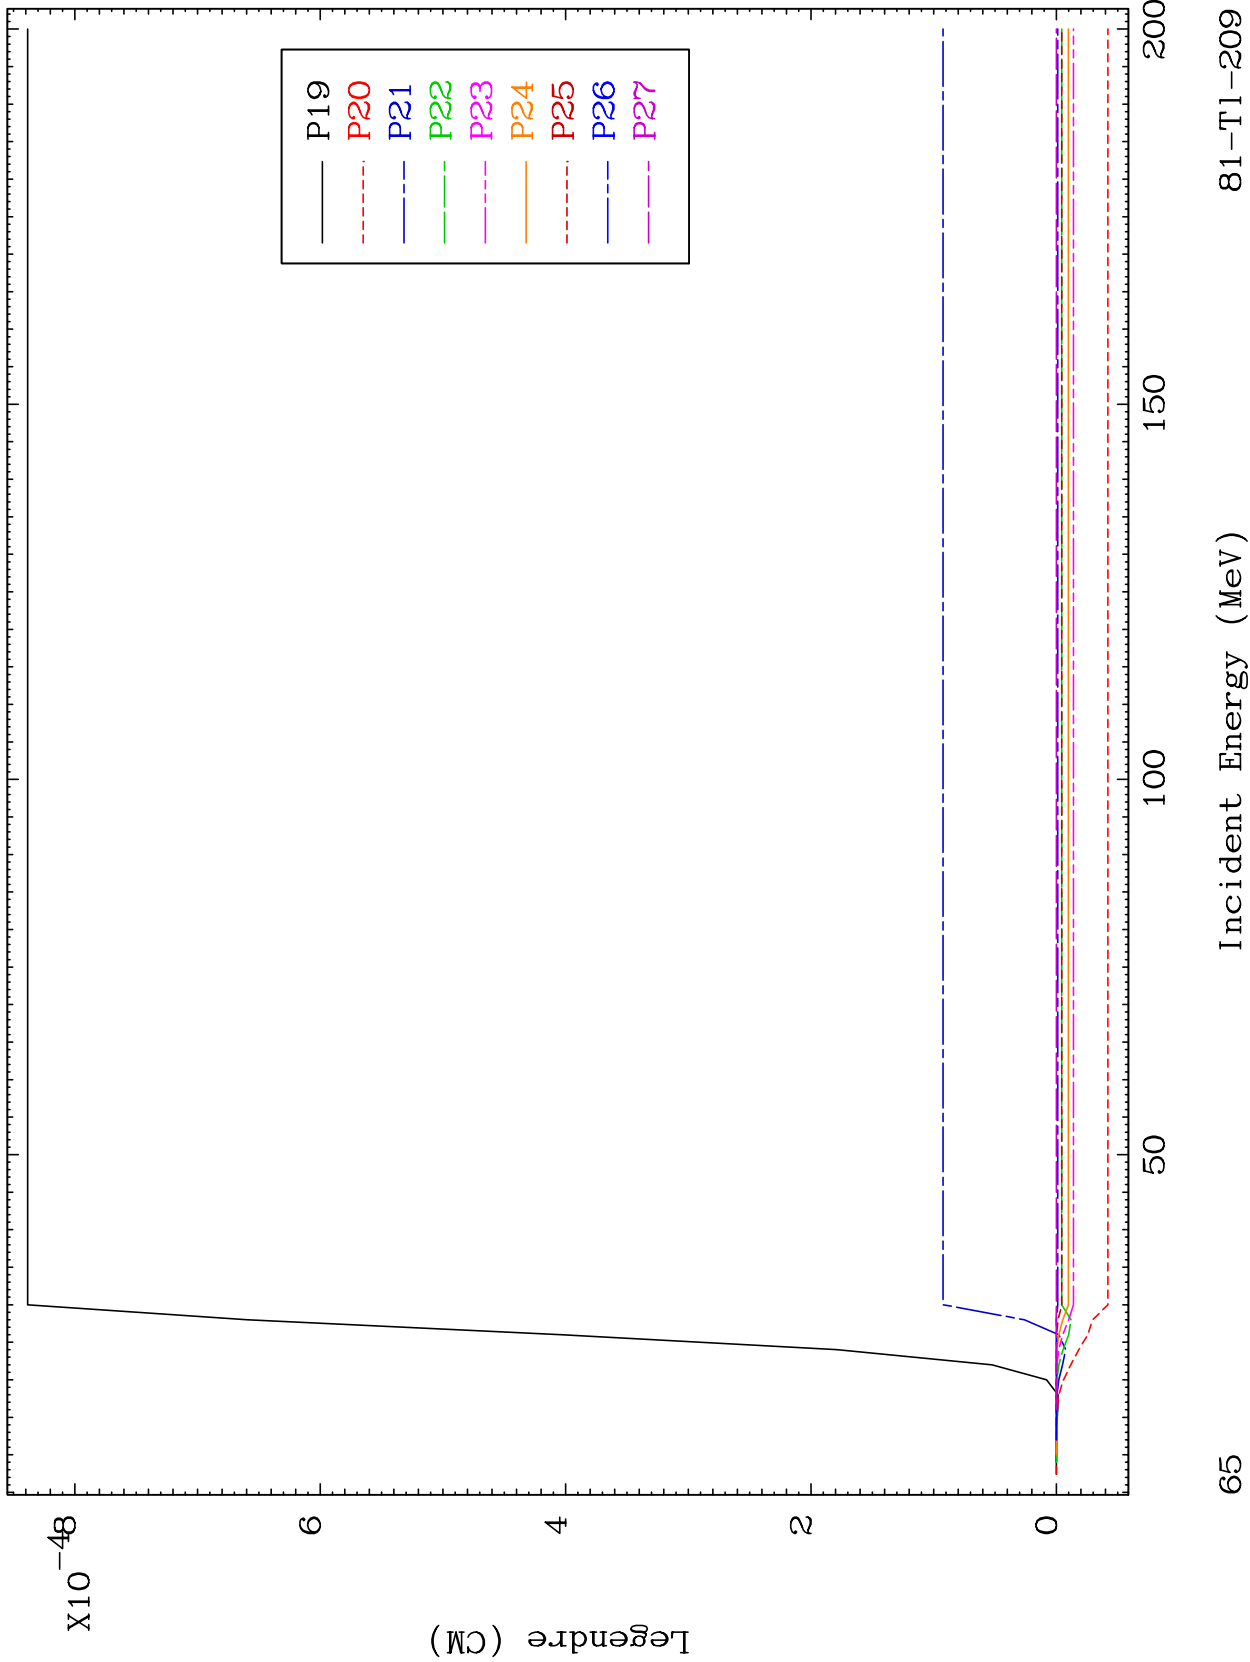 X10⁻⁴
8
6
4
2
0
Legendre (CM)
P19
P20
P21
P22
P23
P24
P25
P26
P27
50 100 150 200
65 Incident Energy (MeV) 81-Tl-209